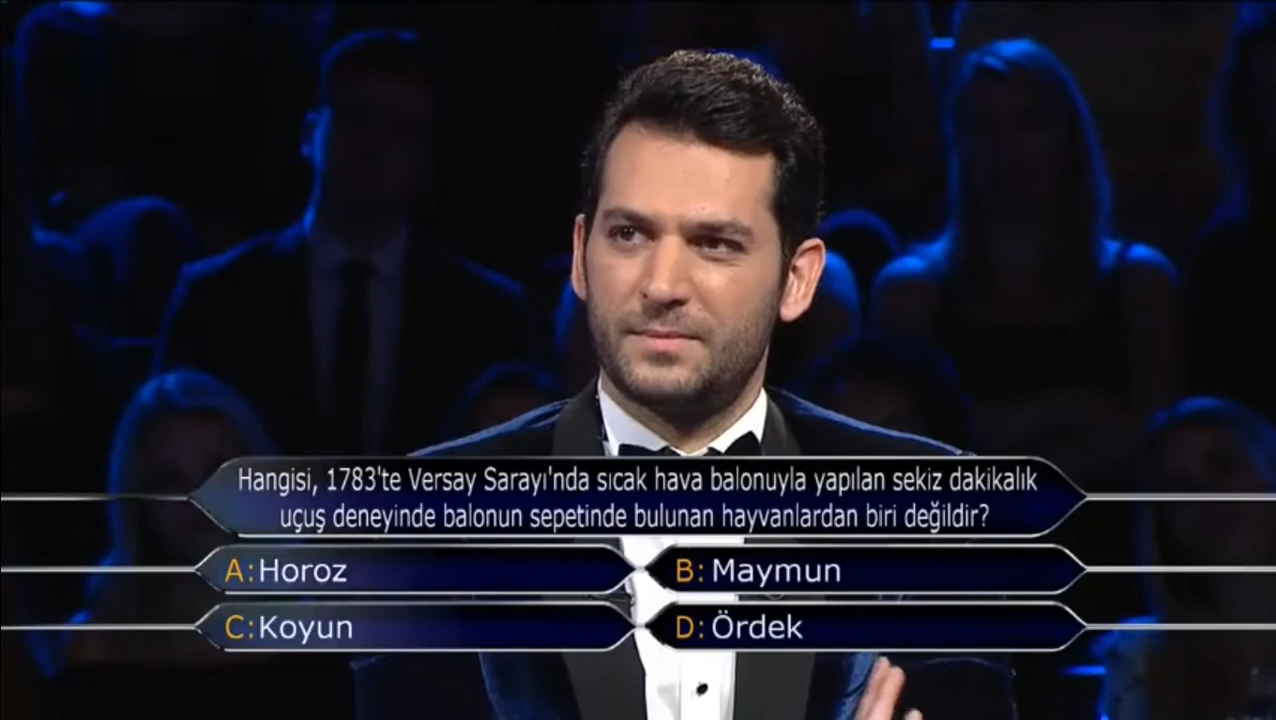 Hangisi, 1783'te Versay Sarayı'nda sıcak hava balonuyla yapılan sekiz dakikalık
uçuş deneyinde balonun sepetinde bulunan hayvanlardan biri değildir?
A: Horoz
B: Maymun
C: Koyun
D: Ördek